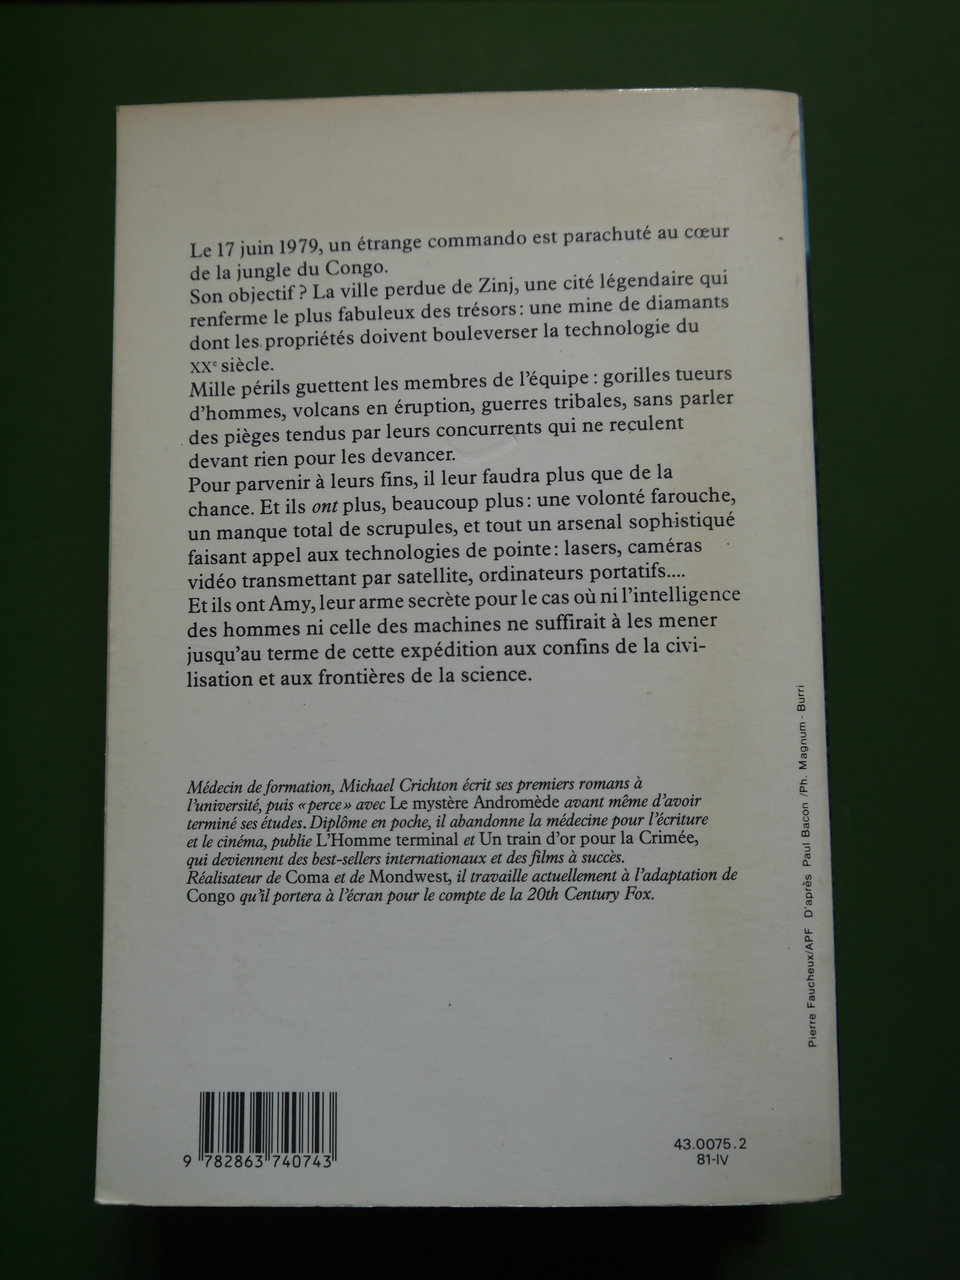 Le 17 juin 1979, un étrange commando est parachuté au cœur
de la jungle du Congo.
Son objectif ? La ville perdue de Zinj, une cité légendaire qui
renferme le plus fabuleux des trésors : une mine de diamants
dont les propriétés doivent bouleverser la technologie du
XXe siècle.
Mille périls guettent les membres de l'équipe : gorilles tueurs
d'hommes, volcans en éruption, guerres tribales, sans parler
des pièges tendus par leurs concurrents qui ne reculent
devant rien pour les devancer.
Pour parvenir à leurs fins, il leur faudra plus que de la
chance. Et ils ont plus, beaucoup plus : une volonté farouche,
un manque total de scrupules, et tout un arsenal sophistiqué
faisant appel aux technologies de pointe : lasers, caméras
vidéo transmettant par satellite, ordinateurs portatifs....
Et ils ont Amy, leur arme secrète pour le cas où ni l'intelligence
des hommes ni celle des machines ne suffirait à les mener
jusqu'au terme de cette expédition aux confins de la civi-
lisation et aux frontières de la science.
Médecin de formation, Michael Crichton écrit ses premiers romans à
l'université, puis «perce» avec Le mystère Andromède avant même d'avoir
terminé ses études. Diplôme en poche, il abandonne la médecine pour l'écriture
et le cinéma, publie L'Homme terminal et Un train d'or pour la Crimée,
qui deviennent des best-sellers internationaux et des films à succès.
Réalisateur de Coma et de Mondwest, il travaille actuellement à l'adaptation de
Congo qu'il portera à l'écran pour le compte de la 20th Century Fox.
Pierre Faucheux/APF D'après Paul Bacon /Ph. Magnum - Burri
9 782863 740743
43.0075.2
81-IV